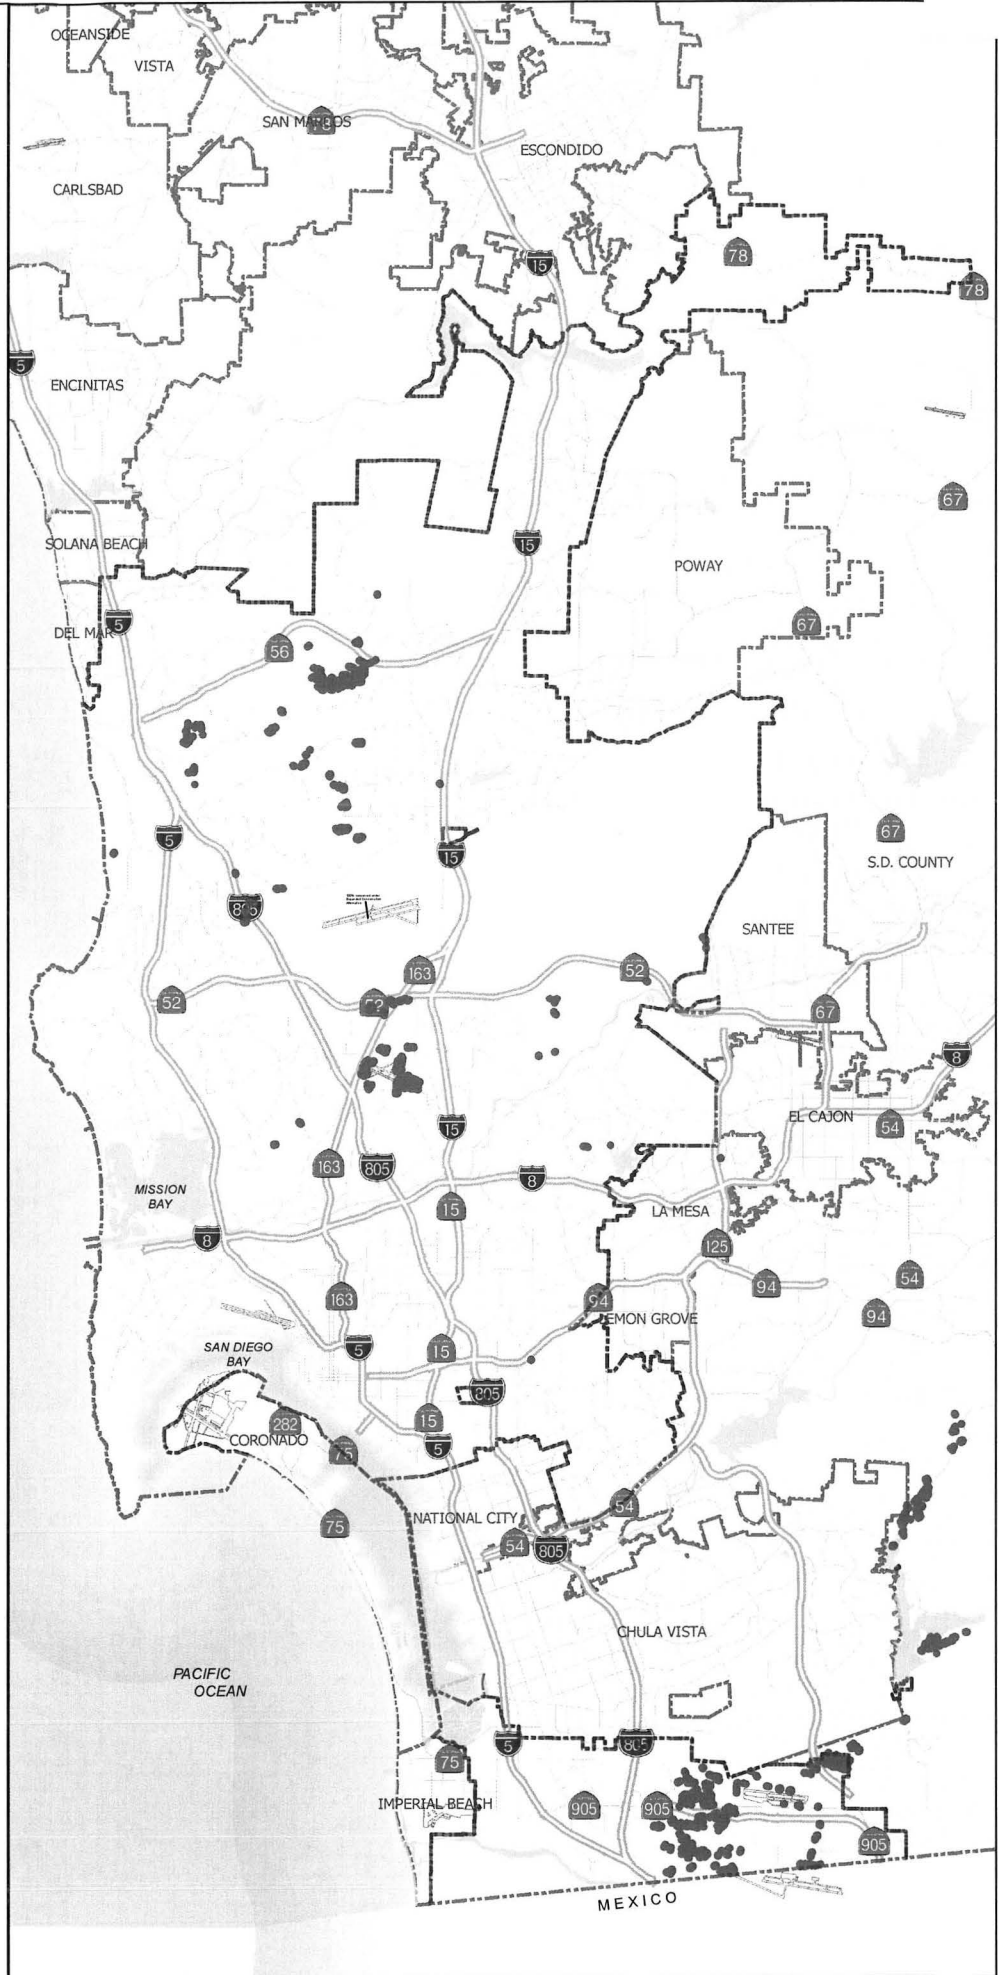 OCEANSIDE
VISTA
SAN MARCOS
ESCONDIDO
CARLSBAD
78
15
78
5
ENCINITAS
67
15
SOLANA BEACH
POWAY
5
DEL MAR
67
56
5
15
67
S.D. COUNTY
805
SANTEE
163
52
52
52
67
8
15
EL CAJON
54
163
805
8
MISSION
BAY
15
LA MESA
8
125
54
94
163
94
94
LEMON GROVE
SAN DIEGO
BAY
5
15
805
282
15
CORONADO
75
5
75
NATIONAL CITY
54
54
805
CHULA VISTA
PACIFIC
OCEAN
5
805
75
IMPERIAL BEACH
905
905
905
MEXICO